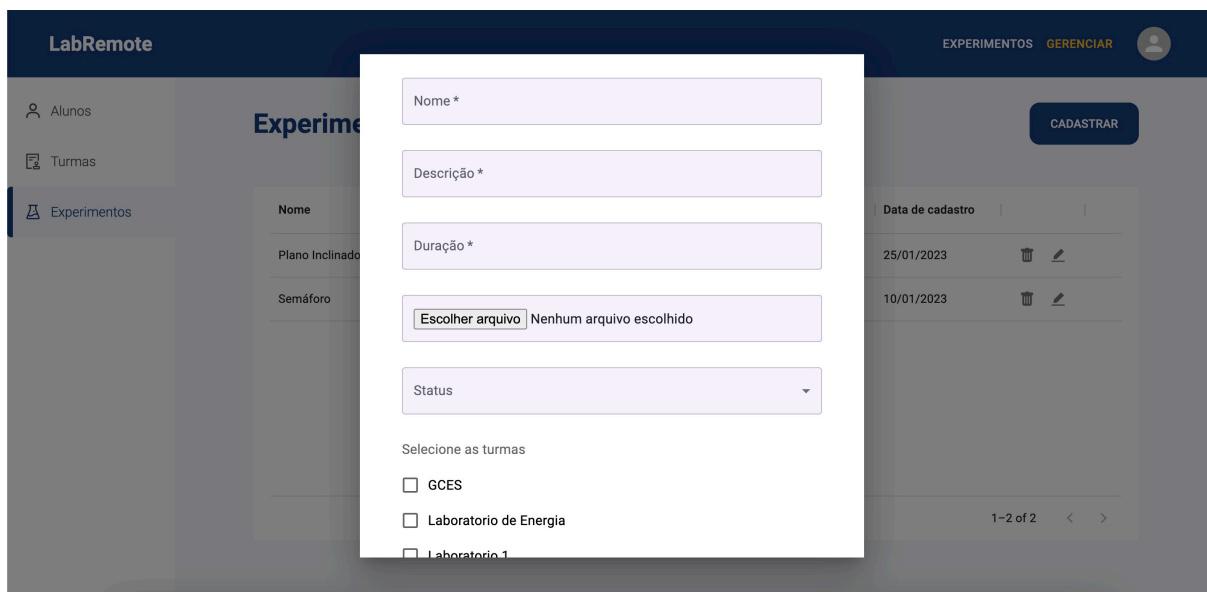 LabRemote
EXPERIMENTOS GERENCIAR
Alunos
Turmas
Experimentos
CADASTRAR
Nome
Data de cadastro
Plano Inclinado
25/01/2023
Semáforo
10/01/2023
1–2 of 2
Nome *
Descrição *
Duração *
Escolher arquivo Nenhum arquivo escolhido
Status
Selecione as turmas
GCES
Laboratorio de Energia
Laboratorio 1